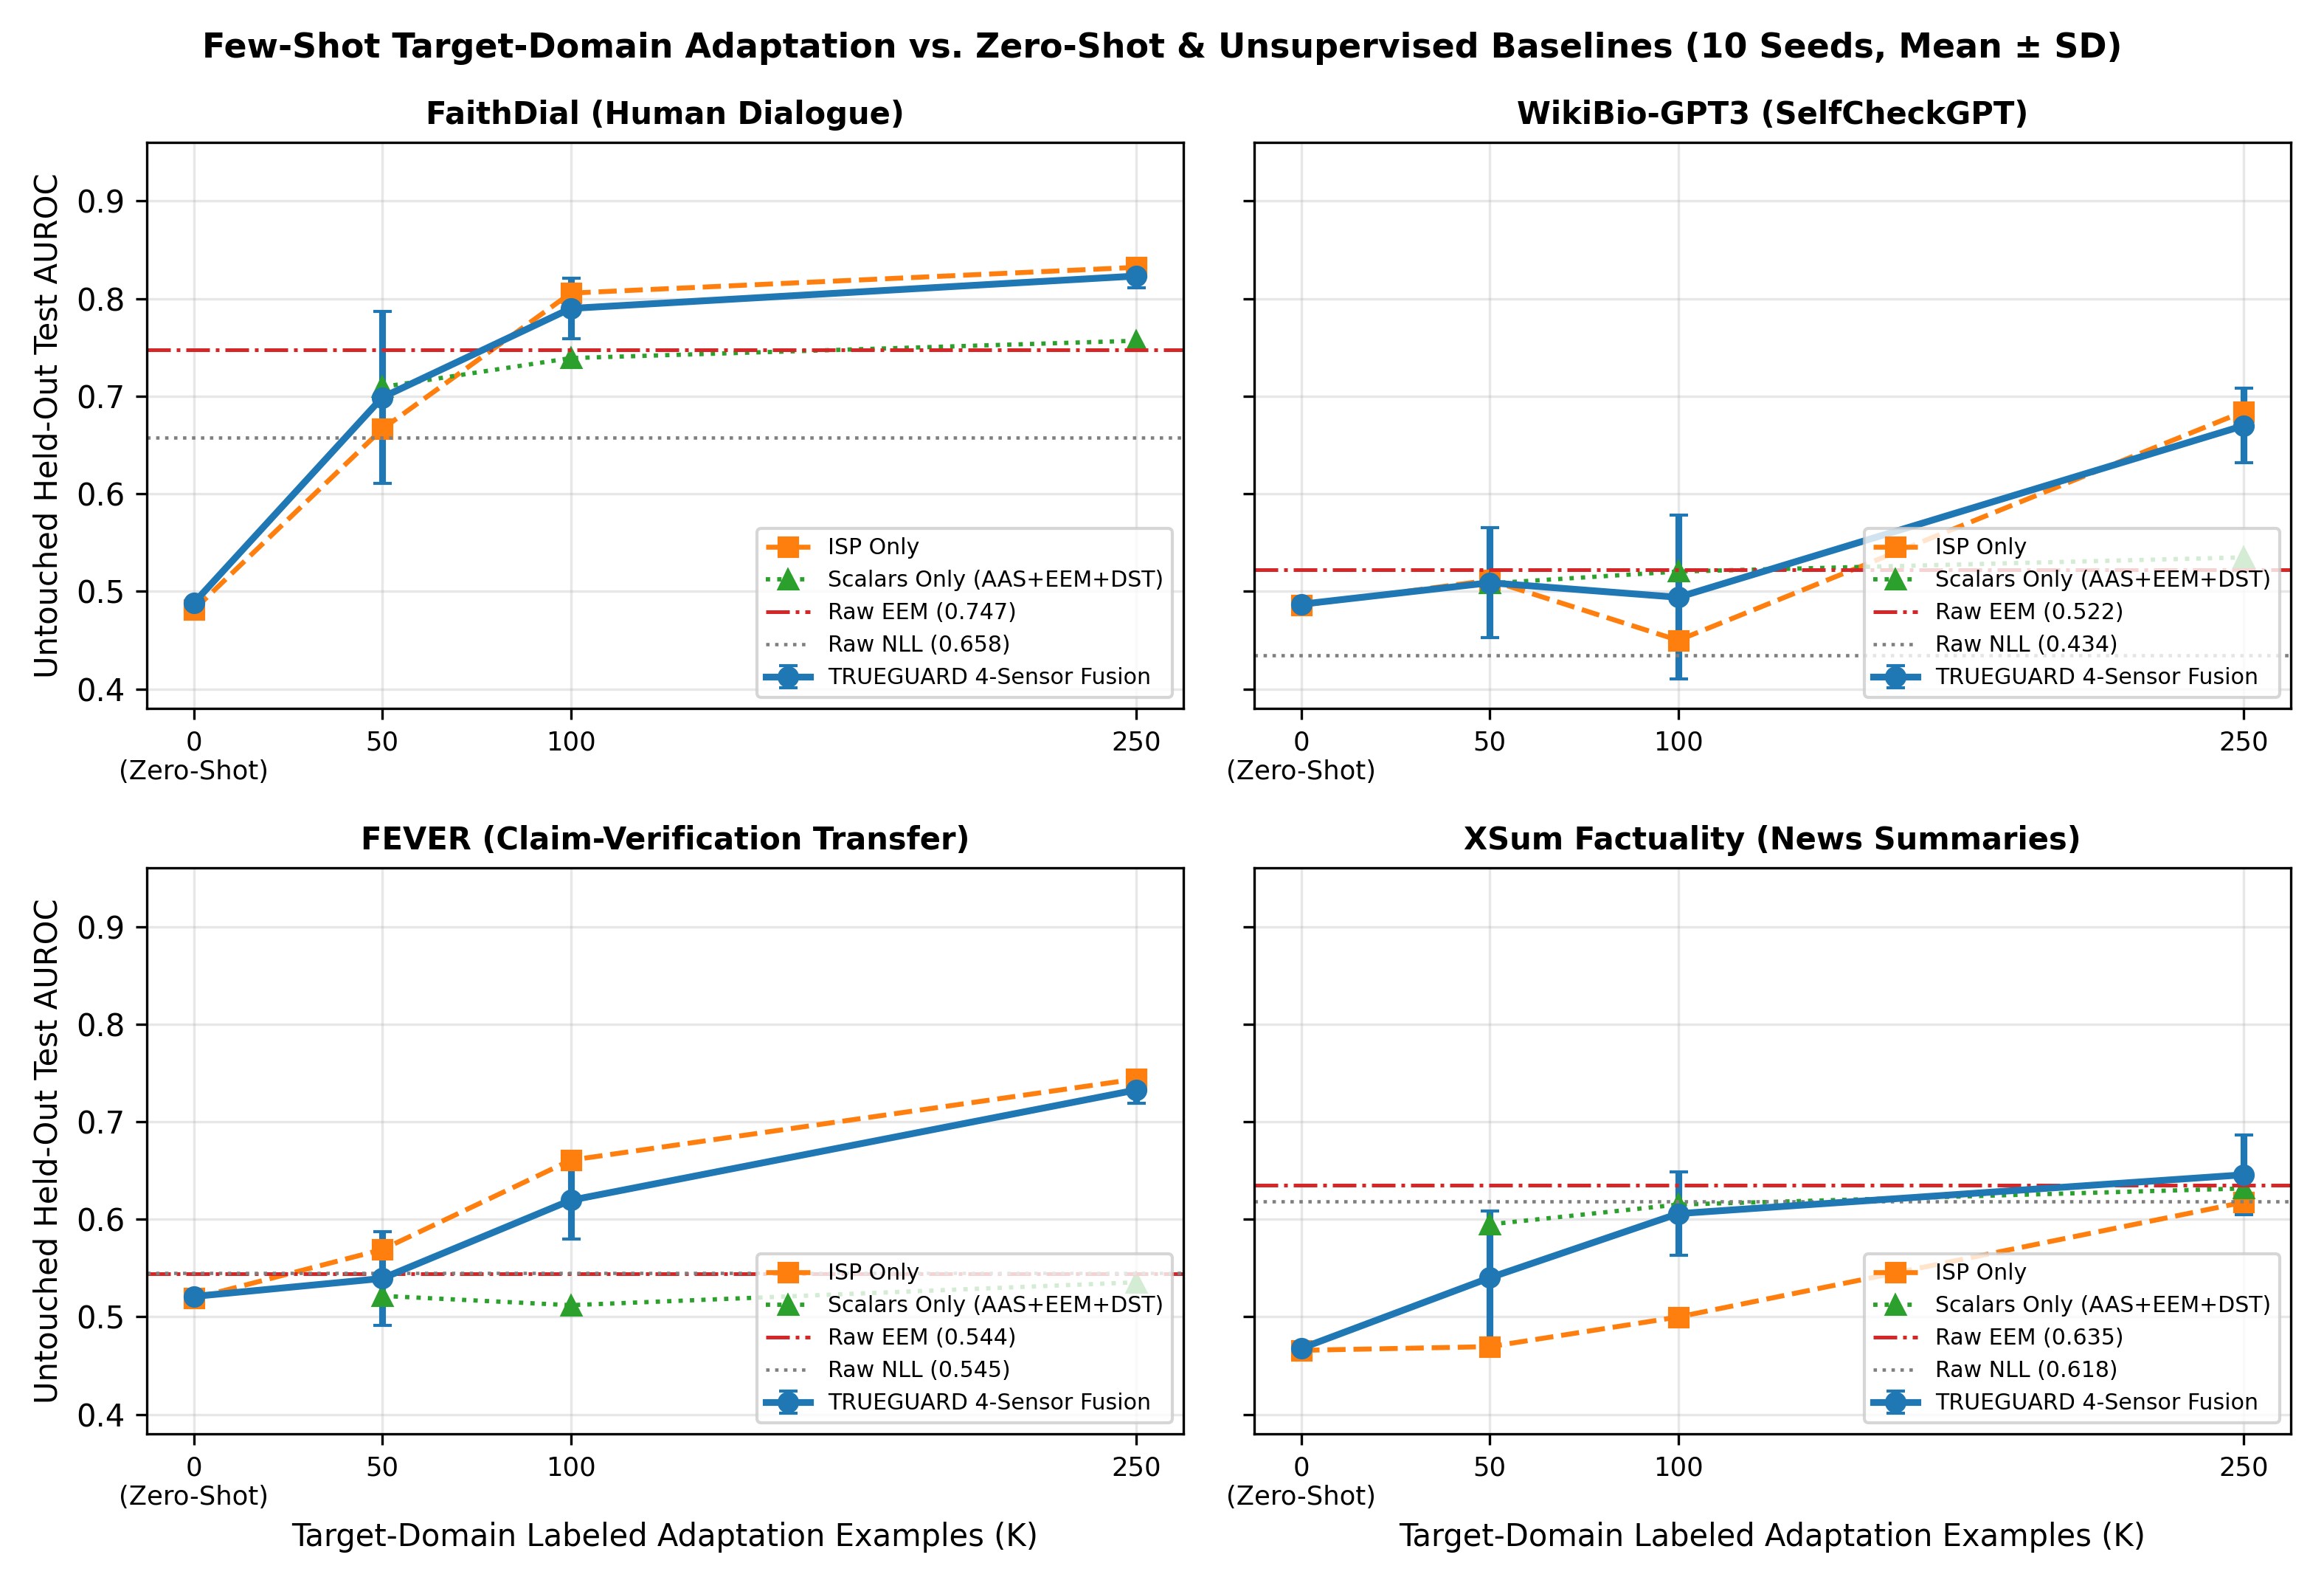 Few-Shot Target-Domain Adaptation vs. Zero-Shot & Unsupervised Baselines (10 Seeds, Mean ± SD)
FaithDial (Human Dialogue)
Untouched Held-Out Test AUROC
0.9
0.8
0.7
0.6
0.5
0.4
ISP Only
Scalars Only (AAS+EEM+DST)
Raw EEM (0.747)
Raw NLL (0.658)
TRUEGUARD 4-Sensor Fusion
0 50 100 250
(Zero-Shot)
WikiBio-GPT3 (SelfCheckGPT)
ISP Only
Scalars Only (AAS+EEM+DST)
Raw EEM (0.522)
Raw NLL (0.434)
TRUEGUARD 4-Sensor Fusion
0 50 100 250
(Zero-Shot)
FEVER (Claim-Verification Transfer)
Untouched Held-Out Test AUROC
0.9
0.8
0.7
0.6
0.5
0.4
ISP Only
Scalars Only (AAS+EEM+DST)
Raw EEM (0.544)
Raw NLL (0.545)
TRUEGUARD 4-Sensor Fusion
0 50 100 250
(Zero-Shot)
Target-Domain Labeled Adaptation Examples (K)
XSum Factuality (News Summaries)
ISP Only
Scalars Only (AAS+EEM+DST)
Raw EEM (0.635)
Raw NLL (0.618)
TRUEGUARD 4-Sensor Fusion
0 50 100 250
(Zero-Shot)
Target-Domain Labeled Adaptation Examples (K)